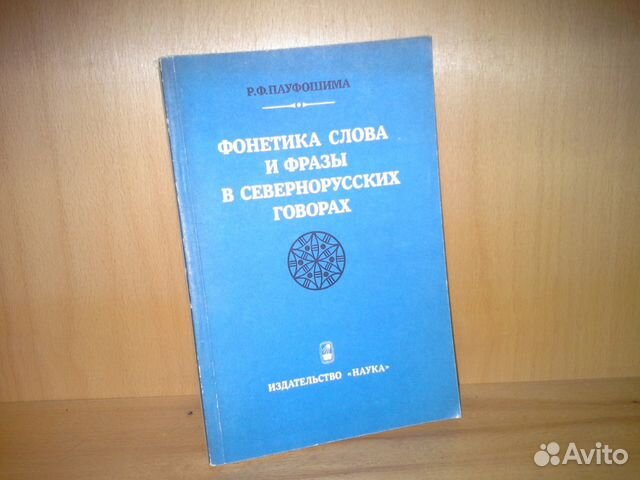 Р.Ф.ПАУФОШИМА
ФОНЕТИКА СЛОВА
И ФРАЗЫ
В СЕВЕРНОРУССКИХ
ГОВОРАХ
ИЗДАТЕЛЬСТВО «НАУКА»
Avito